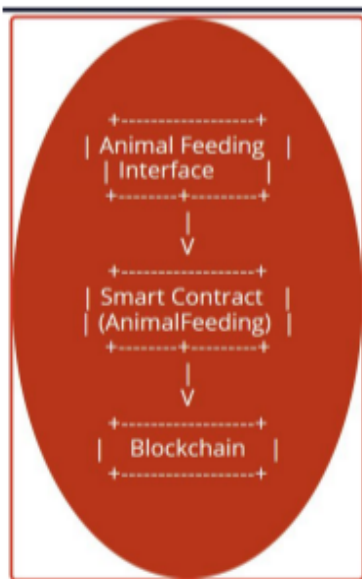 +------------------+
| Animal Feeding |
| Interface |
+-------+---------+
|
V
+------------------+
| Smart Contract |
| (AnimalFeeding) |
+-------+---------+
|
V
+------------------+
| Blockchain |
+------------------+